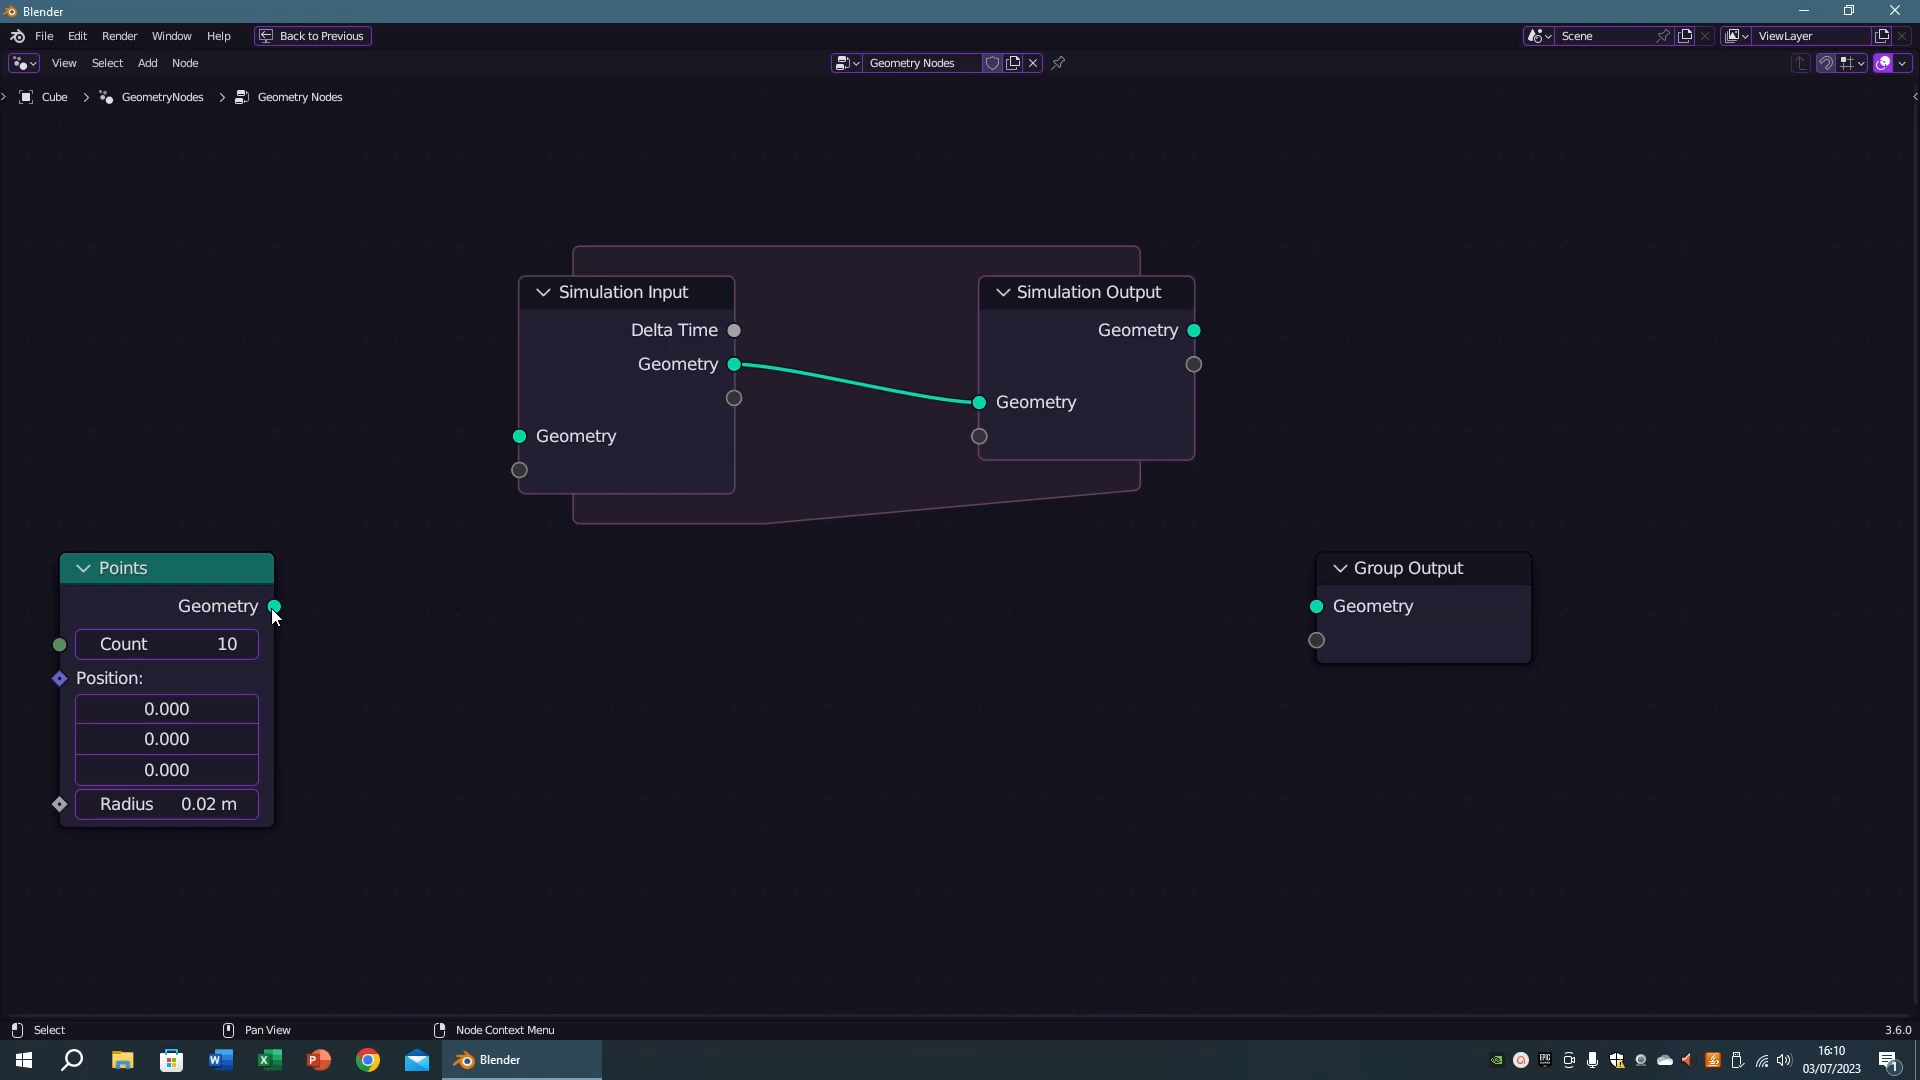 Blender
File Edit Render Window Help Back to Previous Scene ViewLayer
View Select Add Node Geometry Nodes
Cube GeometryNodes Geometry Nodes
Simulation Input
Delta Time
Geometry
Geometry
Simulation Output
Geometry
Geometry
Points
Geometry
Count 10
Position:
0.000
0.000
0.000
Radius 0.02 m
Group Output
Geometry
Select Pan View Node Context Menu 3.6.0
Blender
16:10
03/07/2023